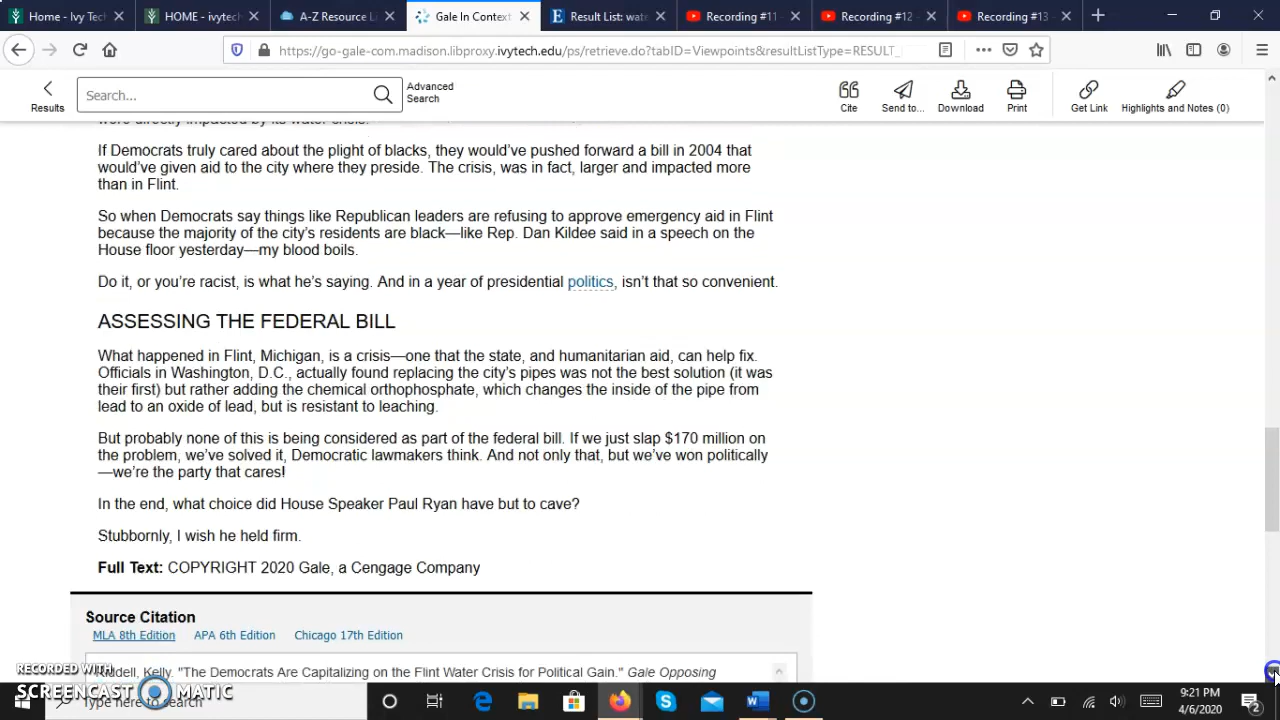 Home - Ivy Tech
HOME - ivytech
A-Z Resource Li
Gale In Context
Result List: wate
Recording #11 -
Recording #12 -
Recording #13 -
https://go-gale-com.madison.libproxy.ivytech.edu/ps/retrieve.do?tabID=Viewpoints&resultListType=RESULT_
Results
Search...
Advanced
Search
Cite
Send to...
Download
Print
Get Link
Highlights and Notes (0)
were directly impacted by its water crisis.
If Democrats truly cared about the plight of blacks, they would’ve pushed forward a bill in 2004 that
would’ve given aid to the city where they preside. The crisis, was in fact, larger and impacted more
than in Flint.
So when Democrats say things like Republican leaders are refusing to approve emergency aid in Flint
because the majority of the city’s residents are black—like Rep. Dan Kildee said in a speech on the
House floor yesterday—my blood boils.
Do it, or you’re racist, is what he’s saying. And in a year of presidential politics, isn’t that so convenient.
ASSESSING THE FEDERAL BILL
What happened in Flint, Michigan, is a crisis—one that the state, and humanitarian aid, can help fix.
Officials in Washington, D.C., actually found replacing the city’s pipes was not the best solution (it was
their first) but rather adding the chemical orthophosphate, which changes the inside of the pipe from
lead to an oxide of lead, but is resistant to leaching.
But probably none of this is being considered as part of the federal bill. If we just slap $170 million on
the problem, we’ve solved it, Democratic lawmakers think. And not only that, but we’ve won politically
—we’re the party that cares!
In the end, what choice did House Speaker Paul Ryan have but to cave?
Stubbornly, I wish he held firm.
Full Text: COPYRIGHT 2020 Gale, a Cengage Company
Source Citation
MLA 8th Edition
APA 6th Edition
Chicago 17th Edition
Riddell, Kelly. "The Democrats Are Capitalizing on the Flint Water Crisis for Political Gain." Gale Opposing
RECORDED WITH
SCREENCAST MATIC
Type here to search
9:21 PM
4/6/2020
2